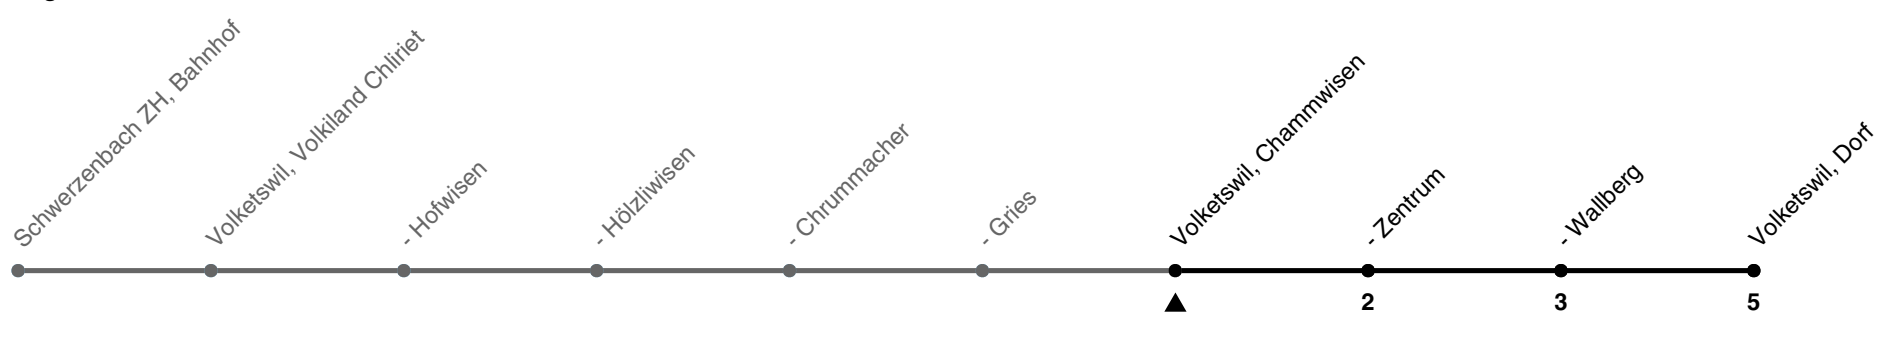 Schwerzenbach ZH, Bahnhof
Volketswil, Volkiland Chliriet
- Hofwisen
- Hölzliwisen
- Chrummacher
- Gries
Volketswil, Chammwisen
- Zentrum
- Wallberg
Volketswil, Dorf
2
3
5